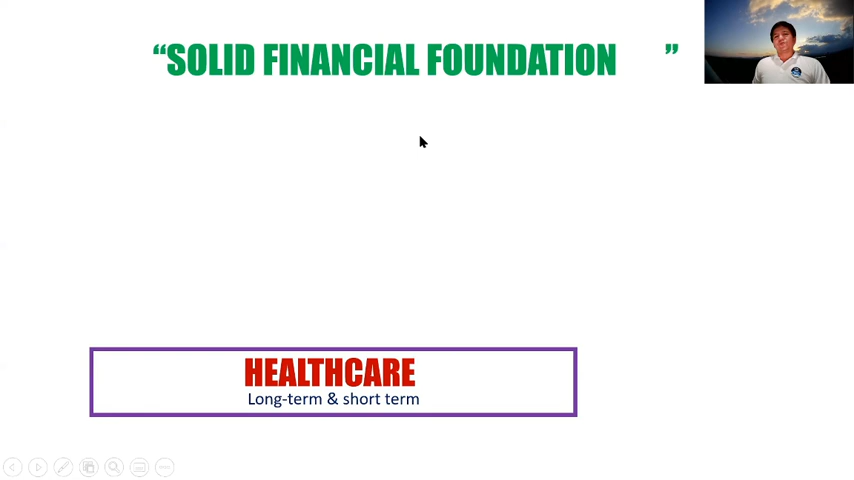 “SOLID FINANCIAL FOUNDATION ”
HEALTHCARE
Long-term & short term